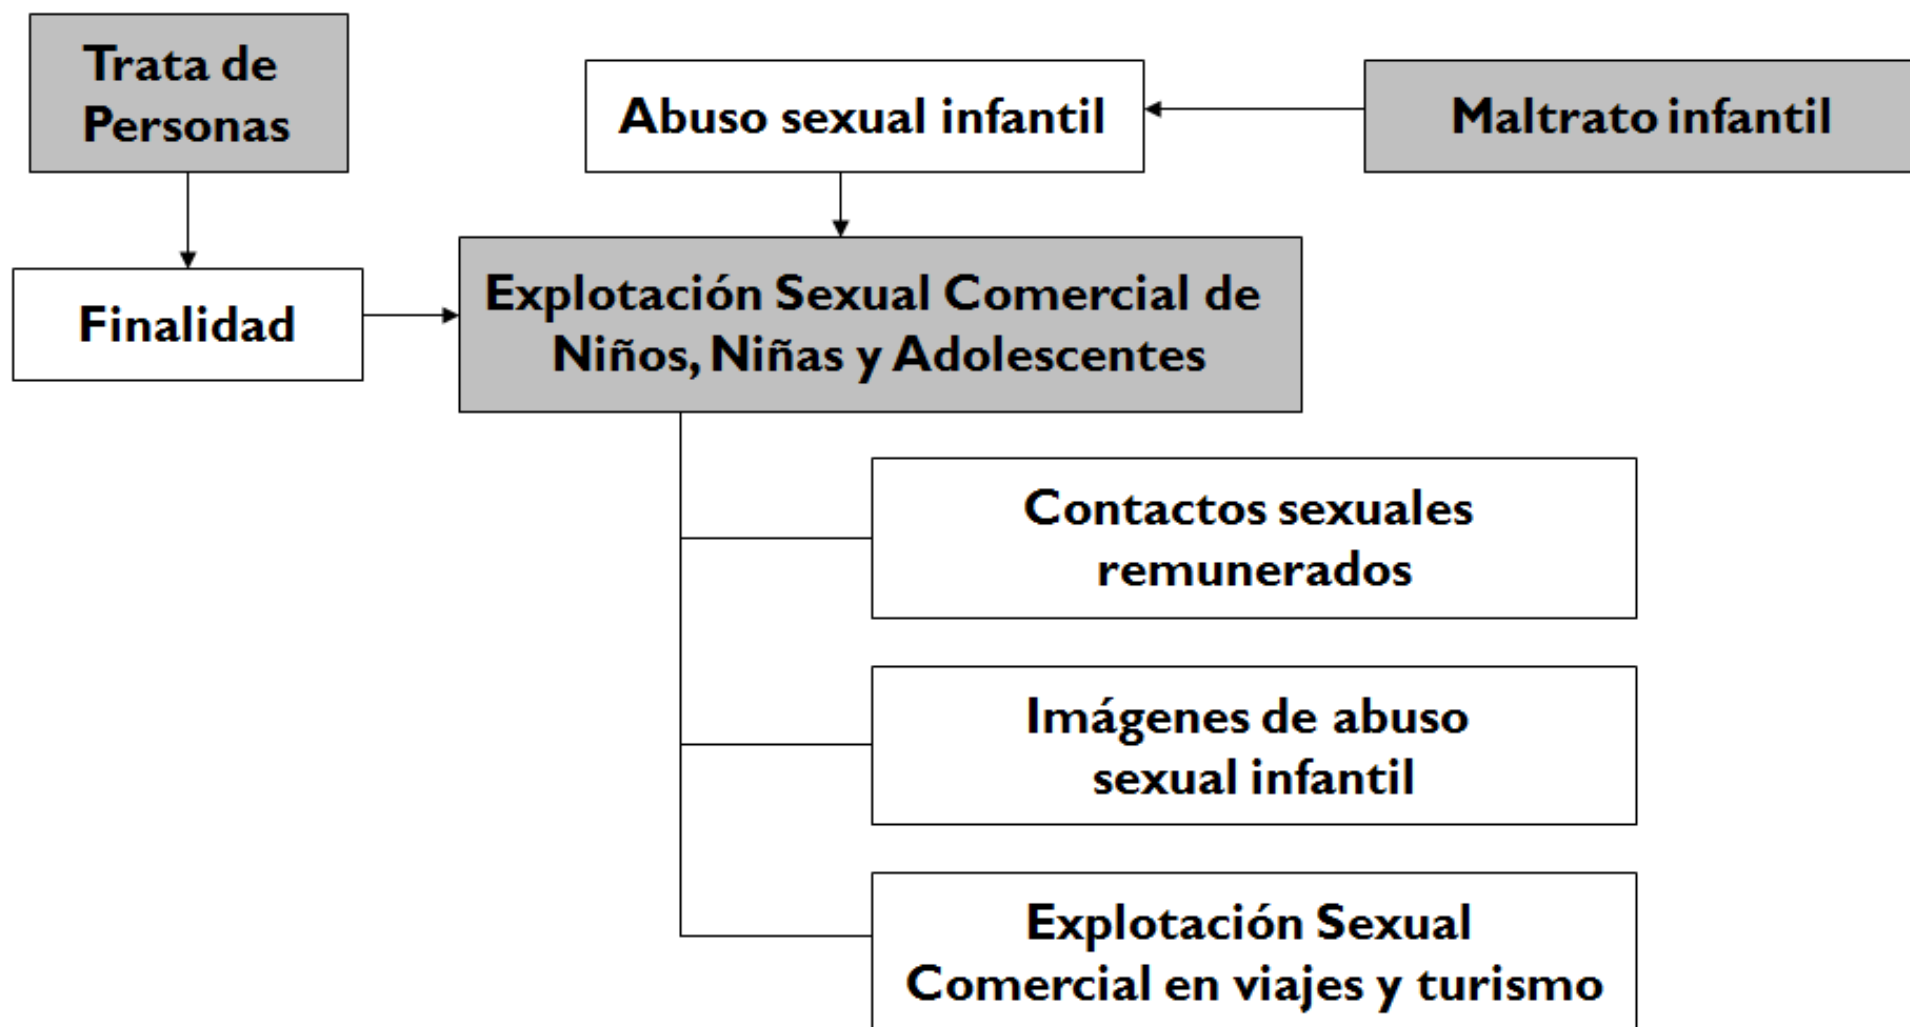 Trata de
Personas
Abuso sexual infantil
Maltrato infantil
Finalidad
Explotación Sexual Comercial de
Niños, Niñas y Adolescentes
Contactos sexuales
remunerados
Imágenes de abuso
sexual infantil
Explotación Sexual
Comercial en viajes y turismo